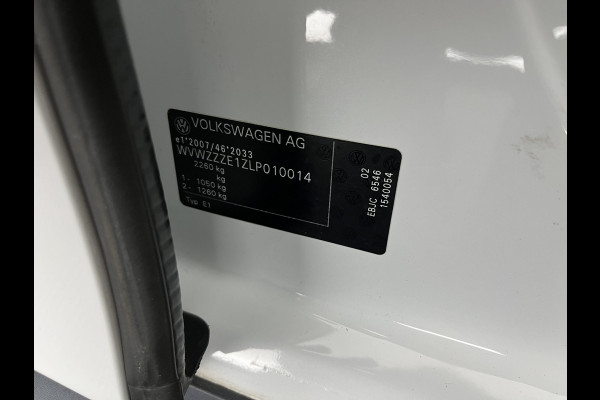 VOLKSWAGEN AG
e1*2007/46*2033
WVWZZZE1ZLP010014
2260 kg
kg
1- 1050 kg
2- 1260 kg
Typ E1
02
EBJC 6546
1540054